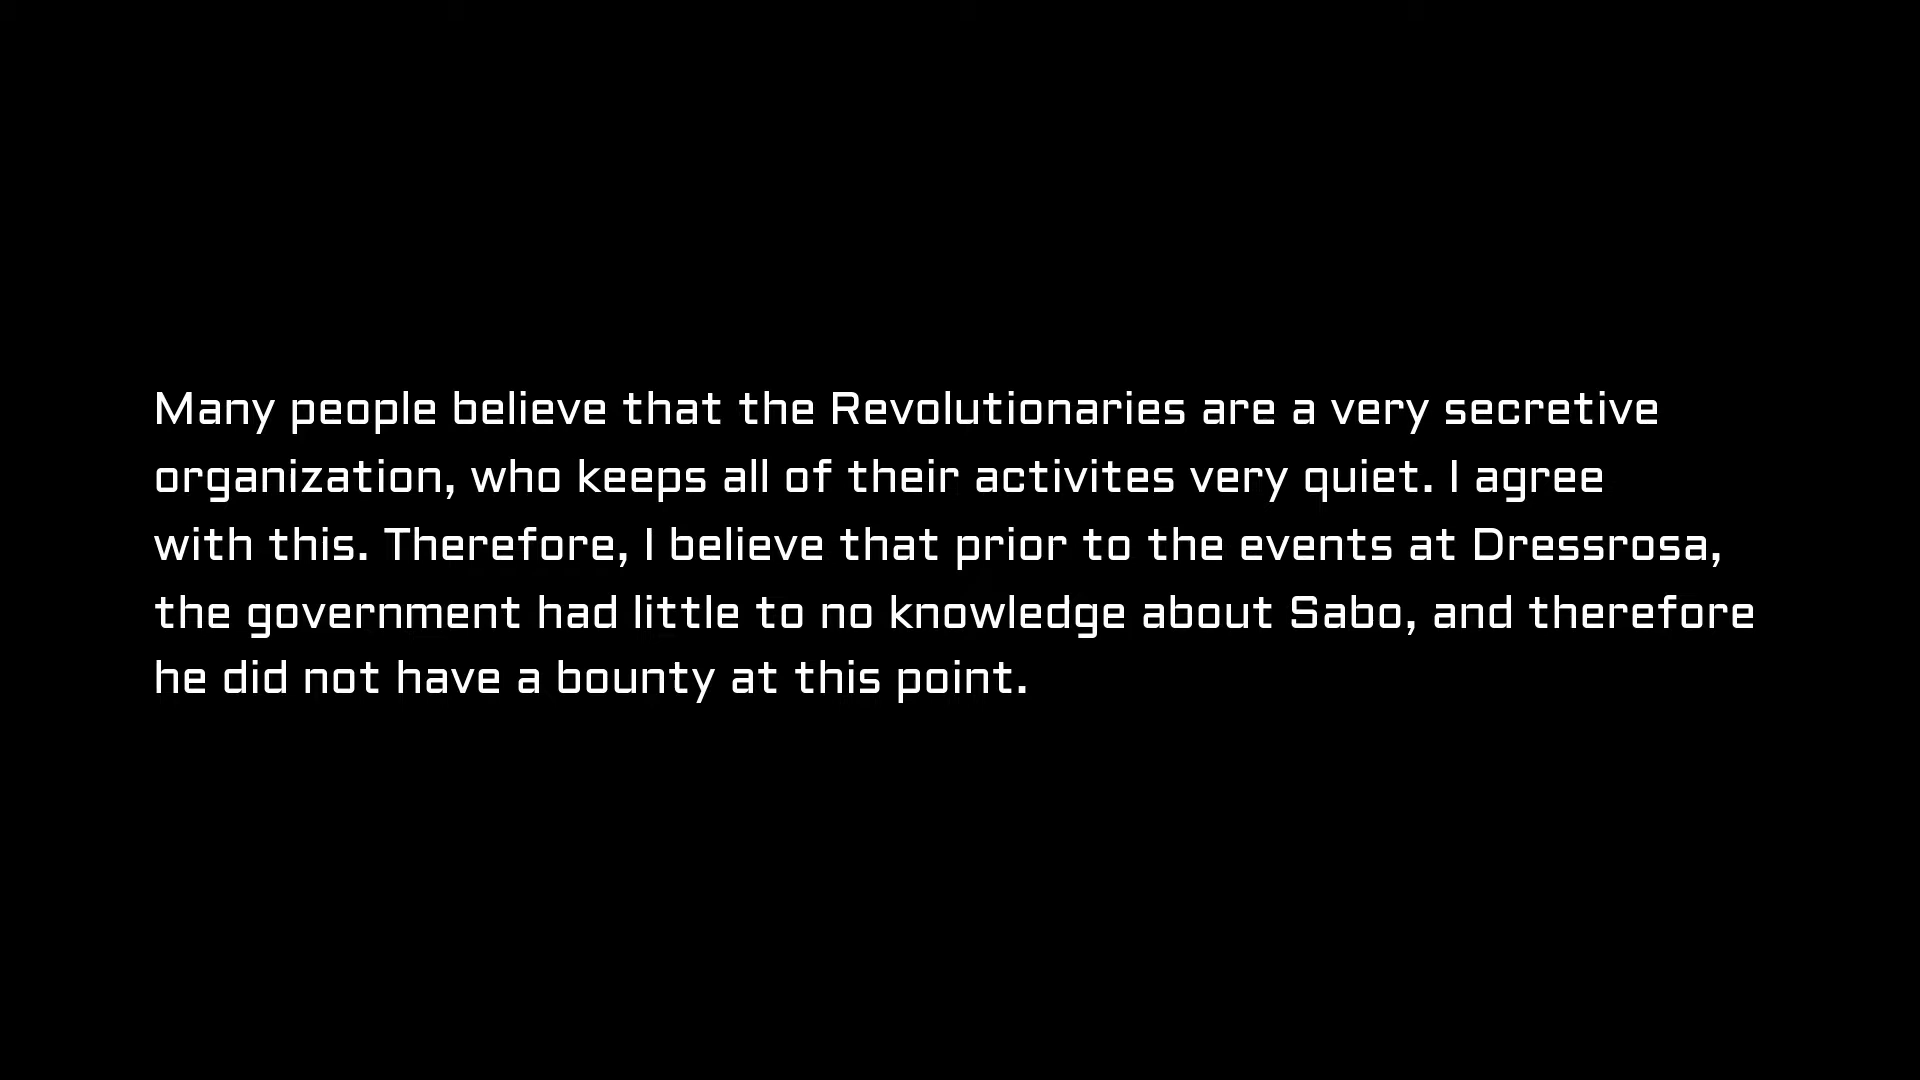 Many people believe that the Revolutionaries are a very secretive
organization, who keeps all of their activites very quiet. I agree
with this. Therefore, I believe that prior to the events at Dressrosa,
the government had little to no knowledge about Sabo, and therefore
he did not have a bounty at this point.